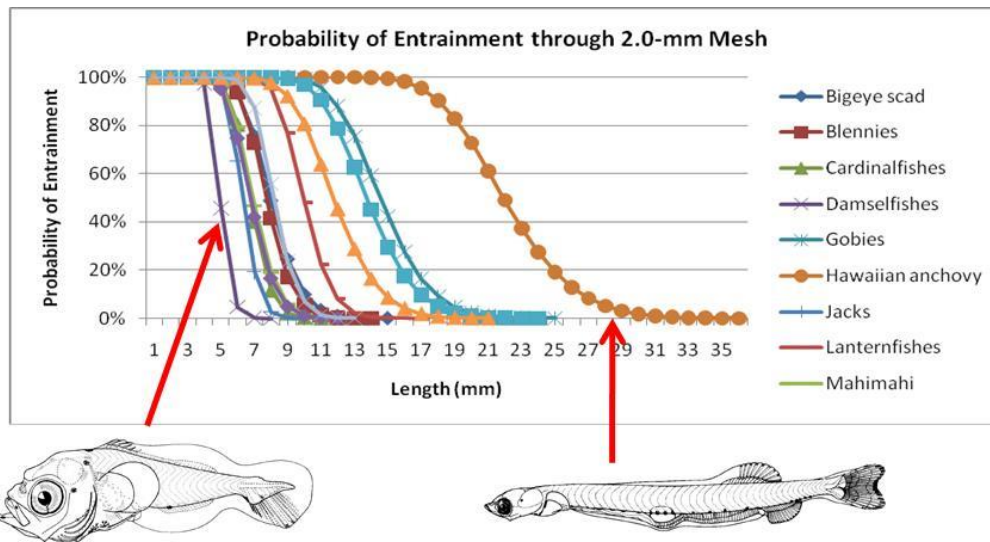 Probability of Entrainment through 2.0-mm Mesh
Probability of Entrainment
100%
80%
60%
40%
20%
0%
1 3 5 7 9 11 13 15 17 19 21 23 25 27 29 31 33 35
Length (mm)
Bigeye scad
Blennies
Cardinalfishes
Damselfishes
Gobies
Hawaiian anchovy
Jacks
Lanternfishes
Mahimahi